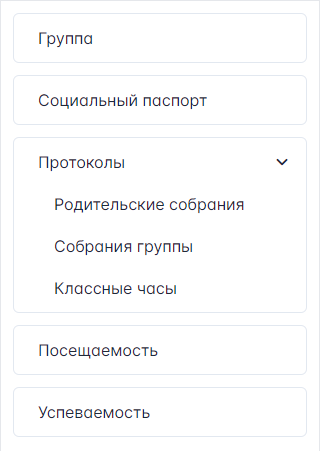 Группа
Социальный паспорт
Протоколы
Родительские собрания
Собрания группы
Классные часы
Посещаемость
Успеваемость